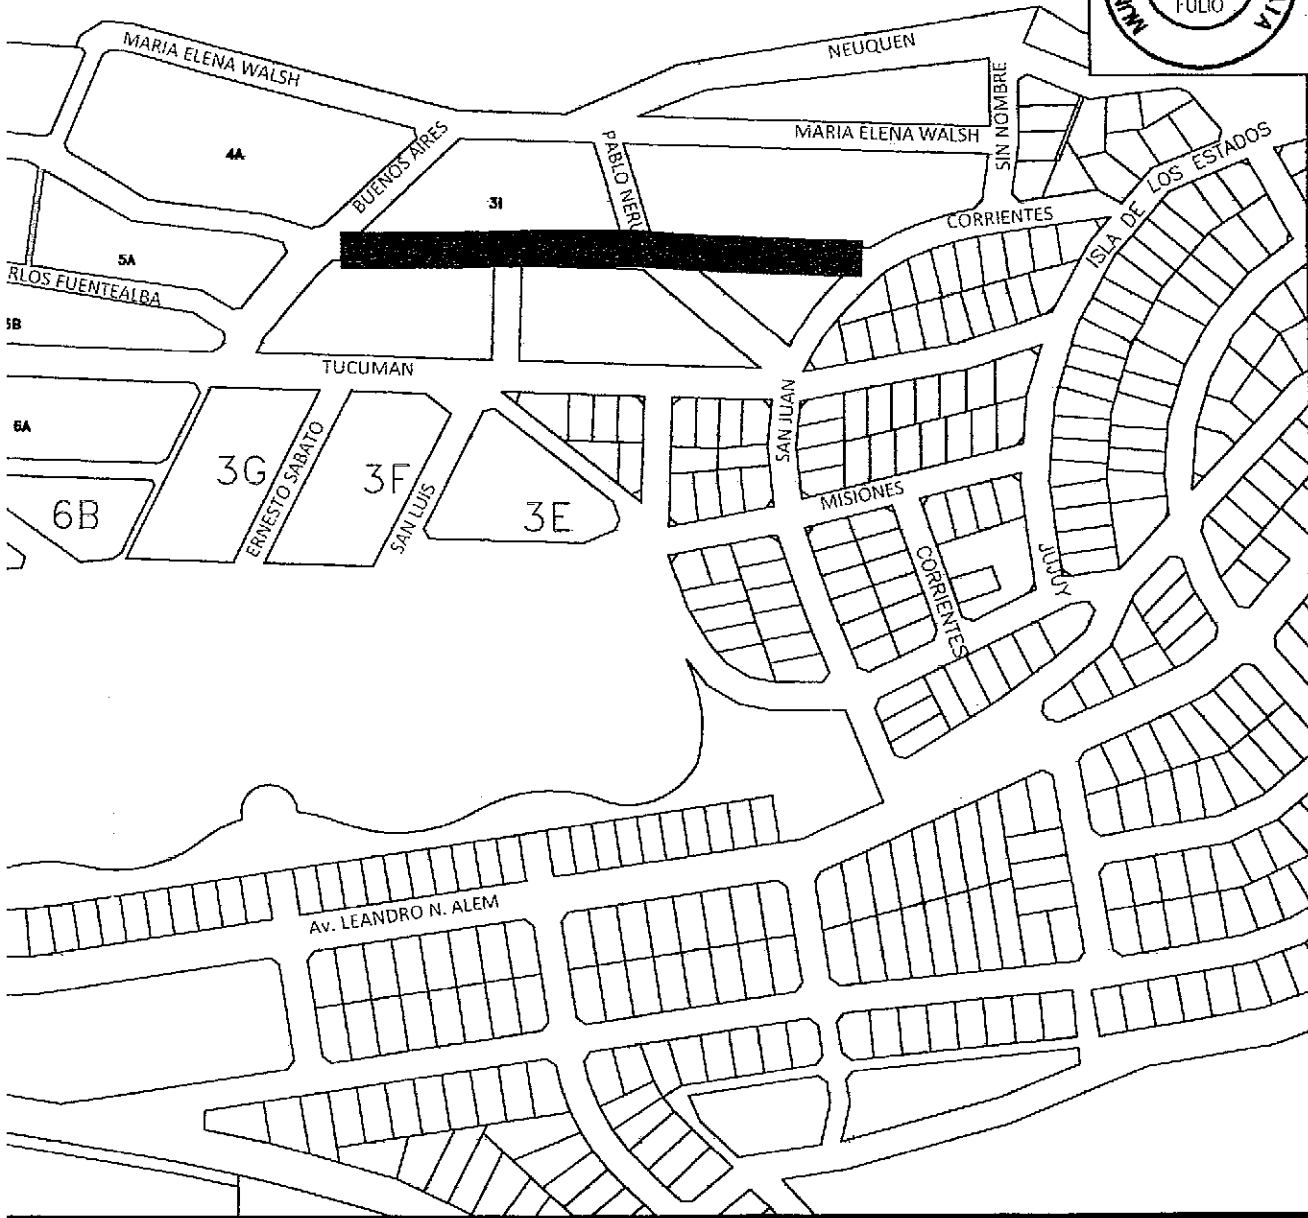 FOLIO
MARIA ELENA WALSH
NEUQUEN
SIN NOMBRE
MARIA ELENA WALSH
BUENOS AIRES
4A
PABLO NERU
ISLA DE LOS ESTADOS
3I
CORRIENTES
5A
RLOS FUENTEALBA
TUCUMAN
6A
SAN JUAN
3G
ERNESTO SABATO
3F
SAN LUIS
3E
6B
MISIONES
CORRIENTES
JUJUY
Av. LEANDRO N. ALEM